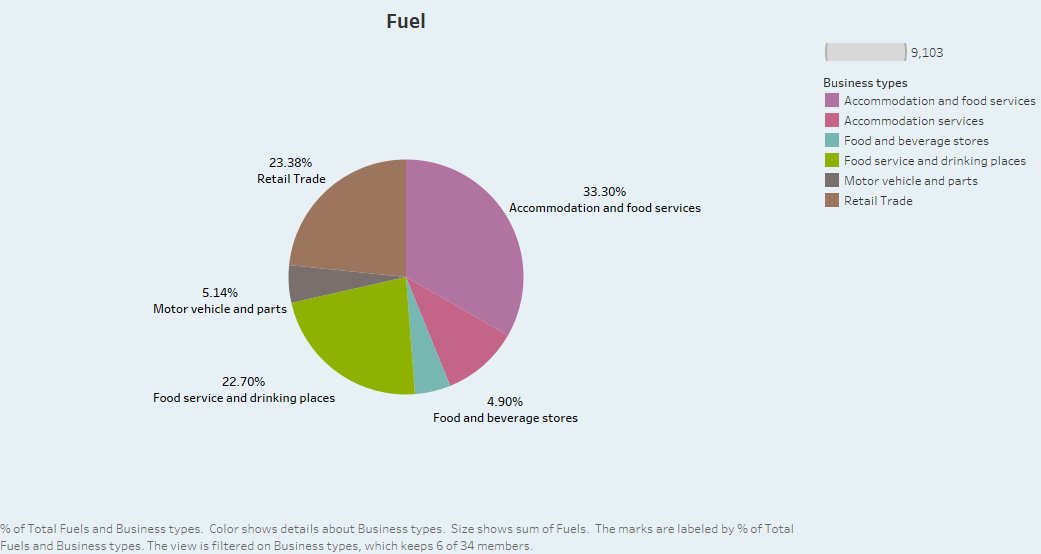 Fuel
9,103
Business types
Accommodation and food services
Accommodation services
Food and beverage stores
Food service and drinking places
Motor vehicle and parts
Retail Trade
23.38%
Retail Trade
33.30%
Accommodation and food services
5.14%
Motor vehicle and parts
22.70%
Food service and drinking places
4.90%
Food and beverage stores
% of Total Fuels and Business types. Color shows details about Business types. Size shows sum of Fuels. The marks are labeled by % of Total
Fuels and Business types. The view is filtered on Business types, which keeps 6 of 34 members.